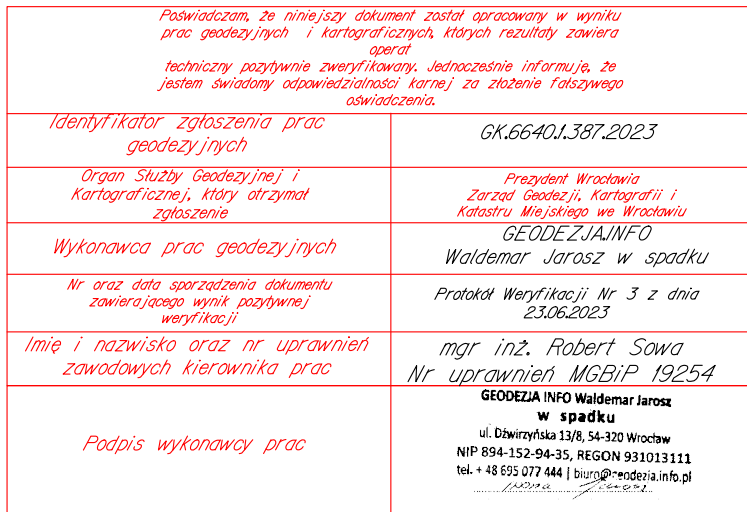 Poświadczam, że niniejszy dokument został opracowany w wyniku
prac geodezyjnych i kartograficznych, których rezultaty zawiera
operat
techniczny pozytywnie zweryfikowany. Jednocześnie informuję, że
jestem świadomy odpowiedzialności karnej za złożenie fałszywego
oświadczenia.
Identyfikator zgłoszenia prac
geodezyjnych
GK.6640.1.387.2023
Organ Służby Geodezyjnej i
Kartograficznej, który otrzymał
zgłoszenie
Prezydent Wrocławia
Zarząd Geodezji, Kartografii i
Katastru Miejskiego we Wrocławiu
Wykonawca prac geodezyjnych
GEODEZJA.INFO
Waldemar Jarosz w spadku
Nr oraz data sporządzenia dokumentu
zawierającego wynik pozytywnej
weryfikacji
Protokół Weryfikacji Nr 3 z dnia
23.06.2023
Imię i nazwisko oraz nr uprawnień
zawodowych kierownika prac
mgr inż. Robert Sowa
Nr uprawnień MGBiP 19254
Podpis wykonawcy prac
GEODEZJA INFO Waldemar Jarosz
w spadku
ul. Dźwirzyńska 13/8, 54-320 Wrocław
NIP 894-152-94-35, REGON 931013111
tel. + 48 695 077 444 | biuro@geodezja.info.pl